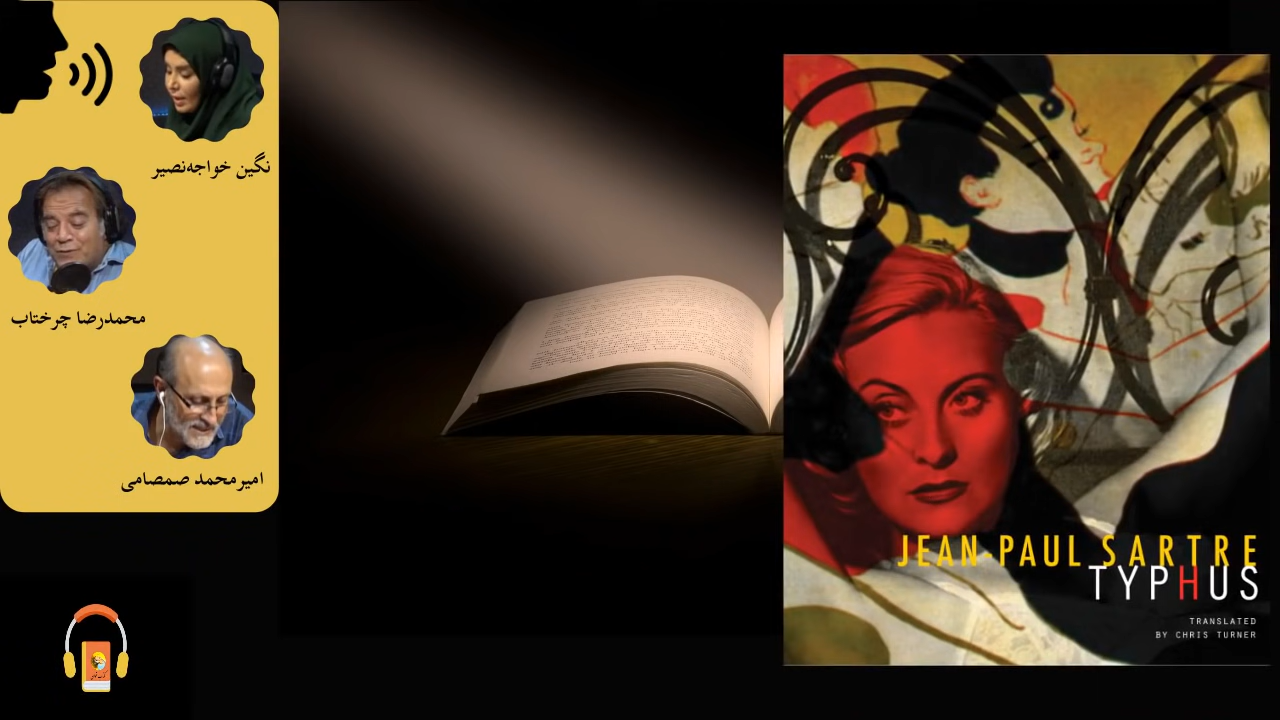 نگین خواجه‌نصیر
محمدرضا چرختاب
امیرمحمد صمصامی
JEAN-PAUL SARTRE
TYPHUS
TRANSLATED
BY CHRIS TURNER